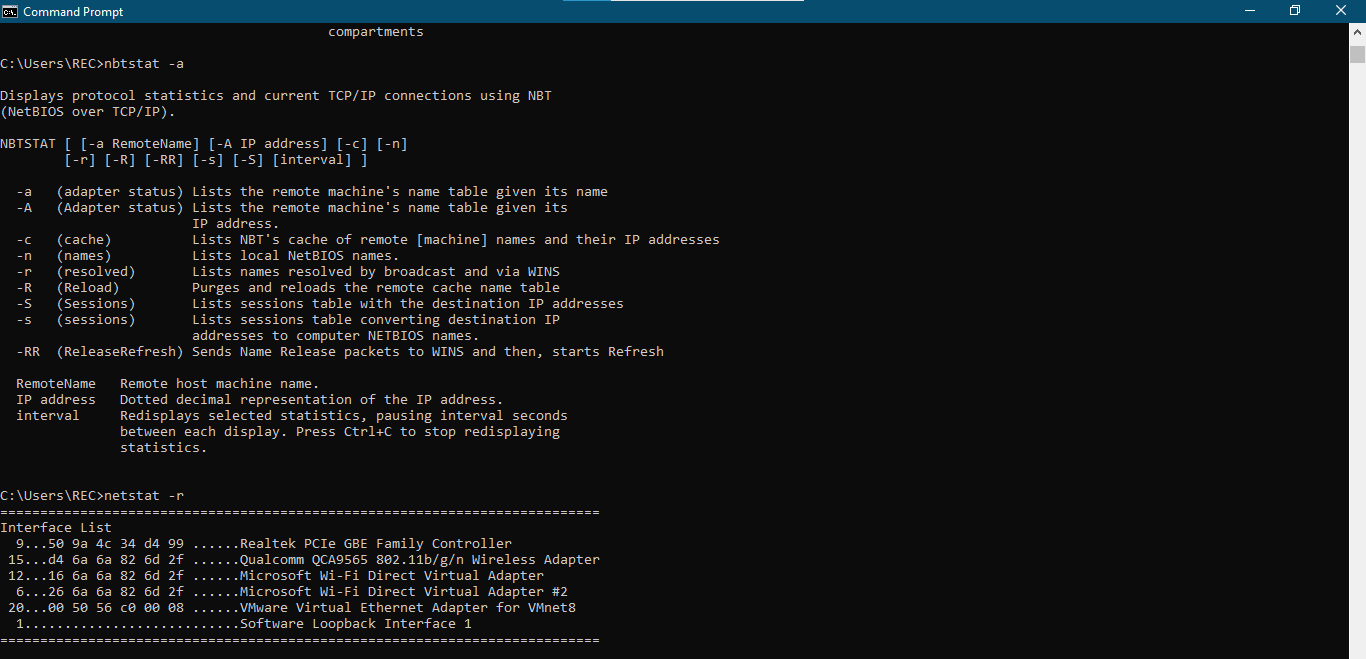 Command Prompt
                                         compartments
C:\Users\REC>nbtstat -a
Displays protocol statistics and current TCP/IP connections using NBT
(NetBIOS over TCP/IP).
NBTSTAT [ [-a RemoteName] [-A IP address] [-c] [-n]
        [-r] [-R] [-RR] [-s] [-S] [interval] ]
  -a   (adapter status) Lists the remote machine's name table given its name
  -A   (Adapter status) Lists the remote machine's name table given its
                        IP address.
  -c   (cache)          Lists NBT's cache of remote [machine] names and their IP addresses
  -n   (names)          Lists local NetBIOS names.
  -r   (resolved)       Lists names resolved by broadcast and via WINS
  -R   (Reload)         Purges and reloads the remote cache name table
  -S   (Sessions)       Lists sessions table with the destination IP addresses
  -s   (sessions)       Lists sessions table converting destination IP
                        addresses to computer NETBIOS names.
  -RR  (ReleaseRefresh) Sends Name Release packets to WINS and then, starts Refresh
  RemoteName   Remote host machine name.
  IP address   Dotted decimal representation of the IP address.
  interval     Redisplays selected statistics, pausing interval seconds
               between each display. Press Ctrl+C to stop redisplaying
               statistics.
C:\Users\REC>netstat -r
===========================================================================
Interface List
  9...50 9a 4c 34 d4 99 ......Realtek PCIe GBE Family Controller
 15...d4 6a 6a 82 6d 2f ......Qualcomm QCA9565 802.11b/g/n Wireless Adapter
 12...16 6a 6a 82 6d 2f ......Microsoft Wi-Fi Direct Virtual Adapter
  6...26 6a 6a 82 6d 2f ......Microsoft Wi-Fi Direct Virtual Adapter #2
 20...00 50 56 c0 00 08 ......VMware Virtual Ethernet Adapter for VMnet8
  1...........................Software Loopback Interface 1
===========================================================================